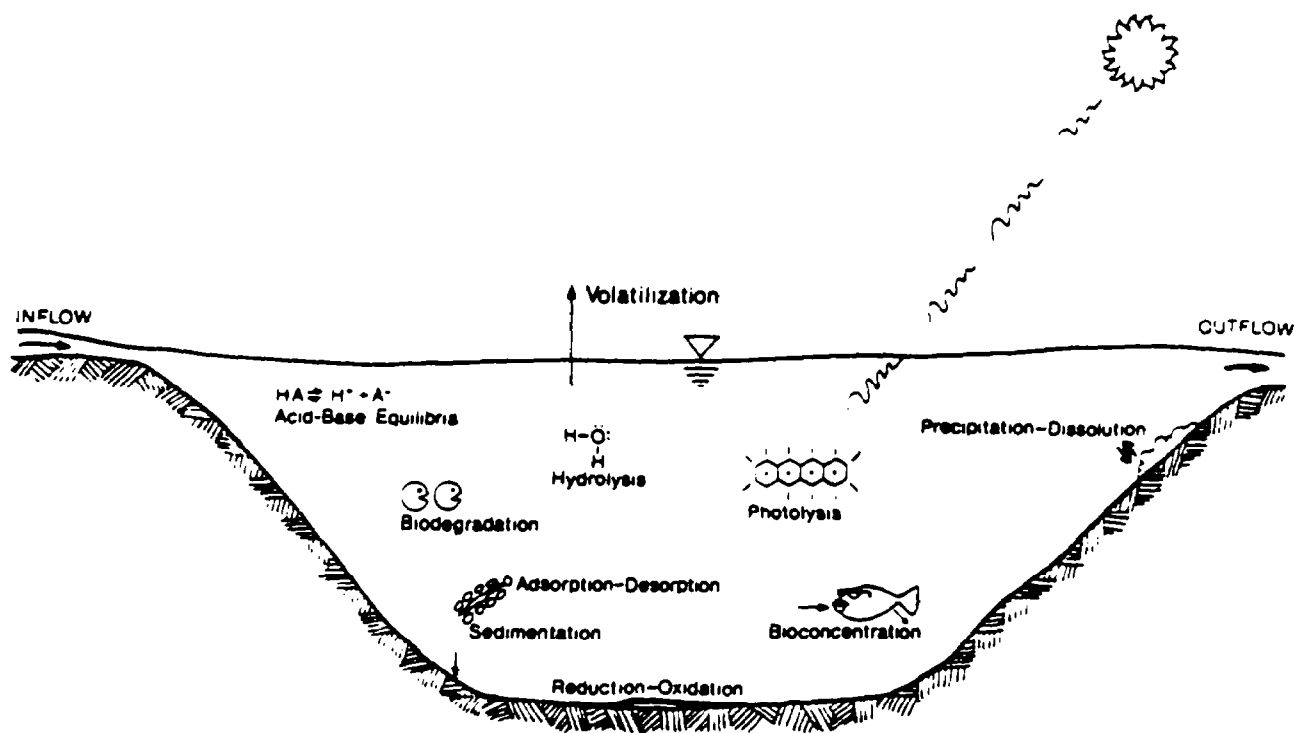 Volatilization
INFLOW
OUTFLOW
HA ⇌ H⁺ + A⁻
Acid-Base Equilibria
Precipitation-Dissolution
H-Ö:
H
Hydrolysis
Photolysis
Biodegradation
Adsorption-Desorption
Sedimentation
Bioconcentration
Reduction-Oxidation